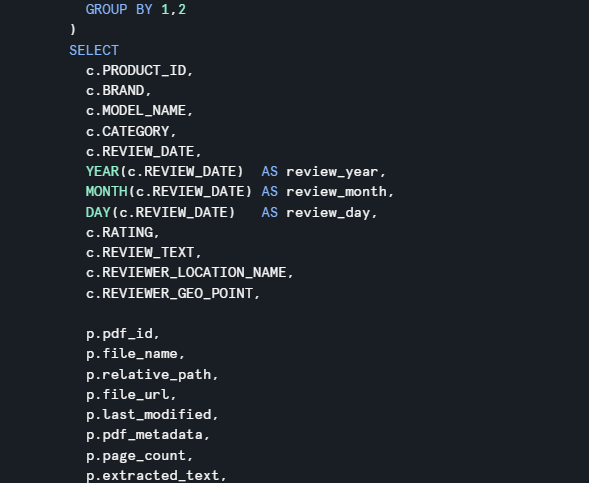 GROUP BY 1,2
)
SELECT
c.PRODUCT_ID,
c.BRAND,
c.MODEL_NAME,
c.CATEGORY,
c.REVIEW_DATE,
YEAR(c.REVIEW_DATE)  AS review_year,
MONTH(c.REVIEW_DATE) AS review_month,
DAY(c.REVIEW_DATE)   AS review_day,
c.RATING,
c.REVIEW_TEXT,
c.REVIEWER_LOCATION_NAME,
c.REVIEWER_GEO_POINT,
p.pdf_id,
p.file_name,
p.relative_path,
p.file_url,
p.last_modified,
p.pdf_metadata,
p.page_count,
p.extracted_text,